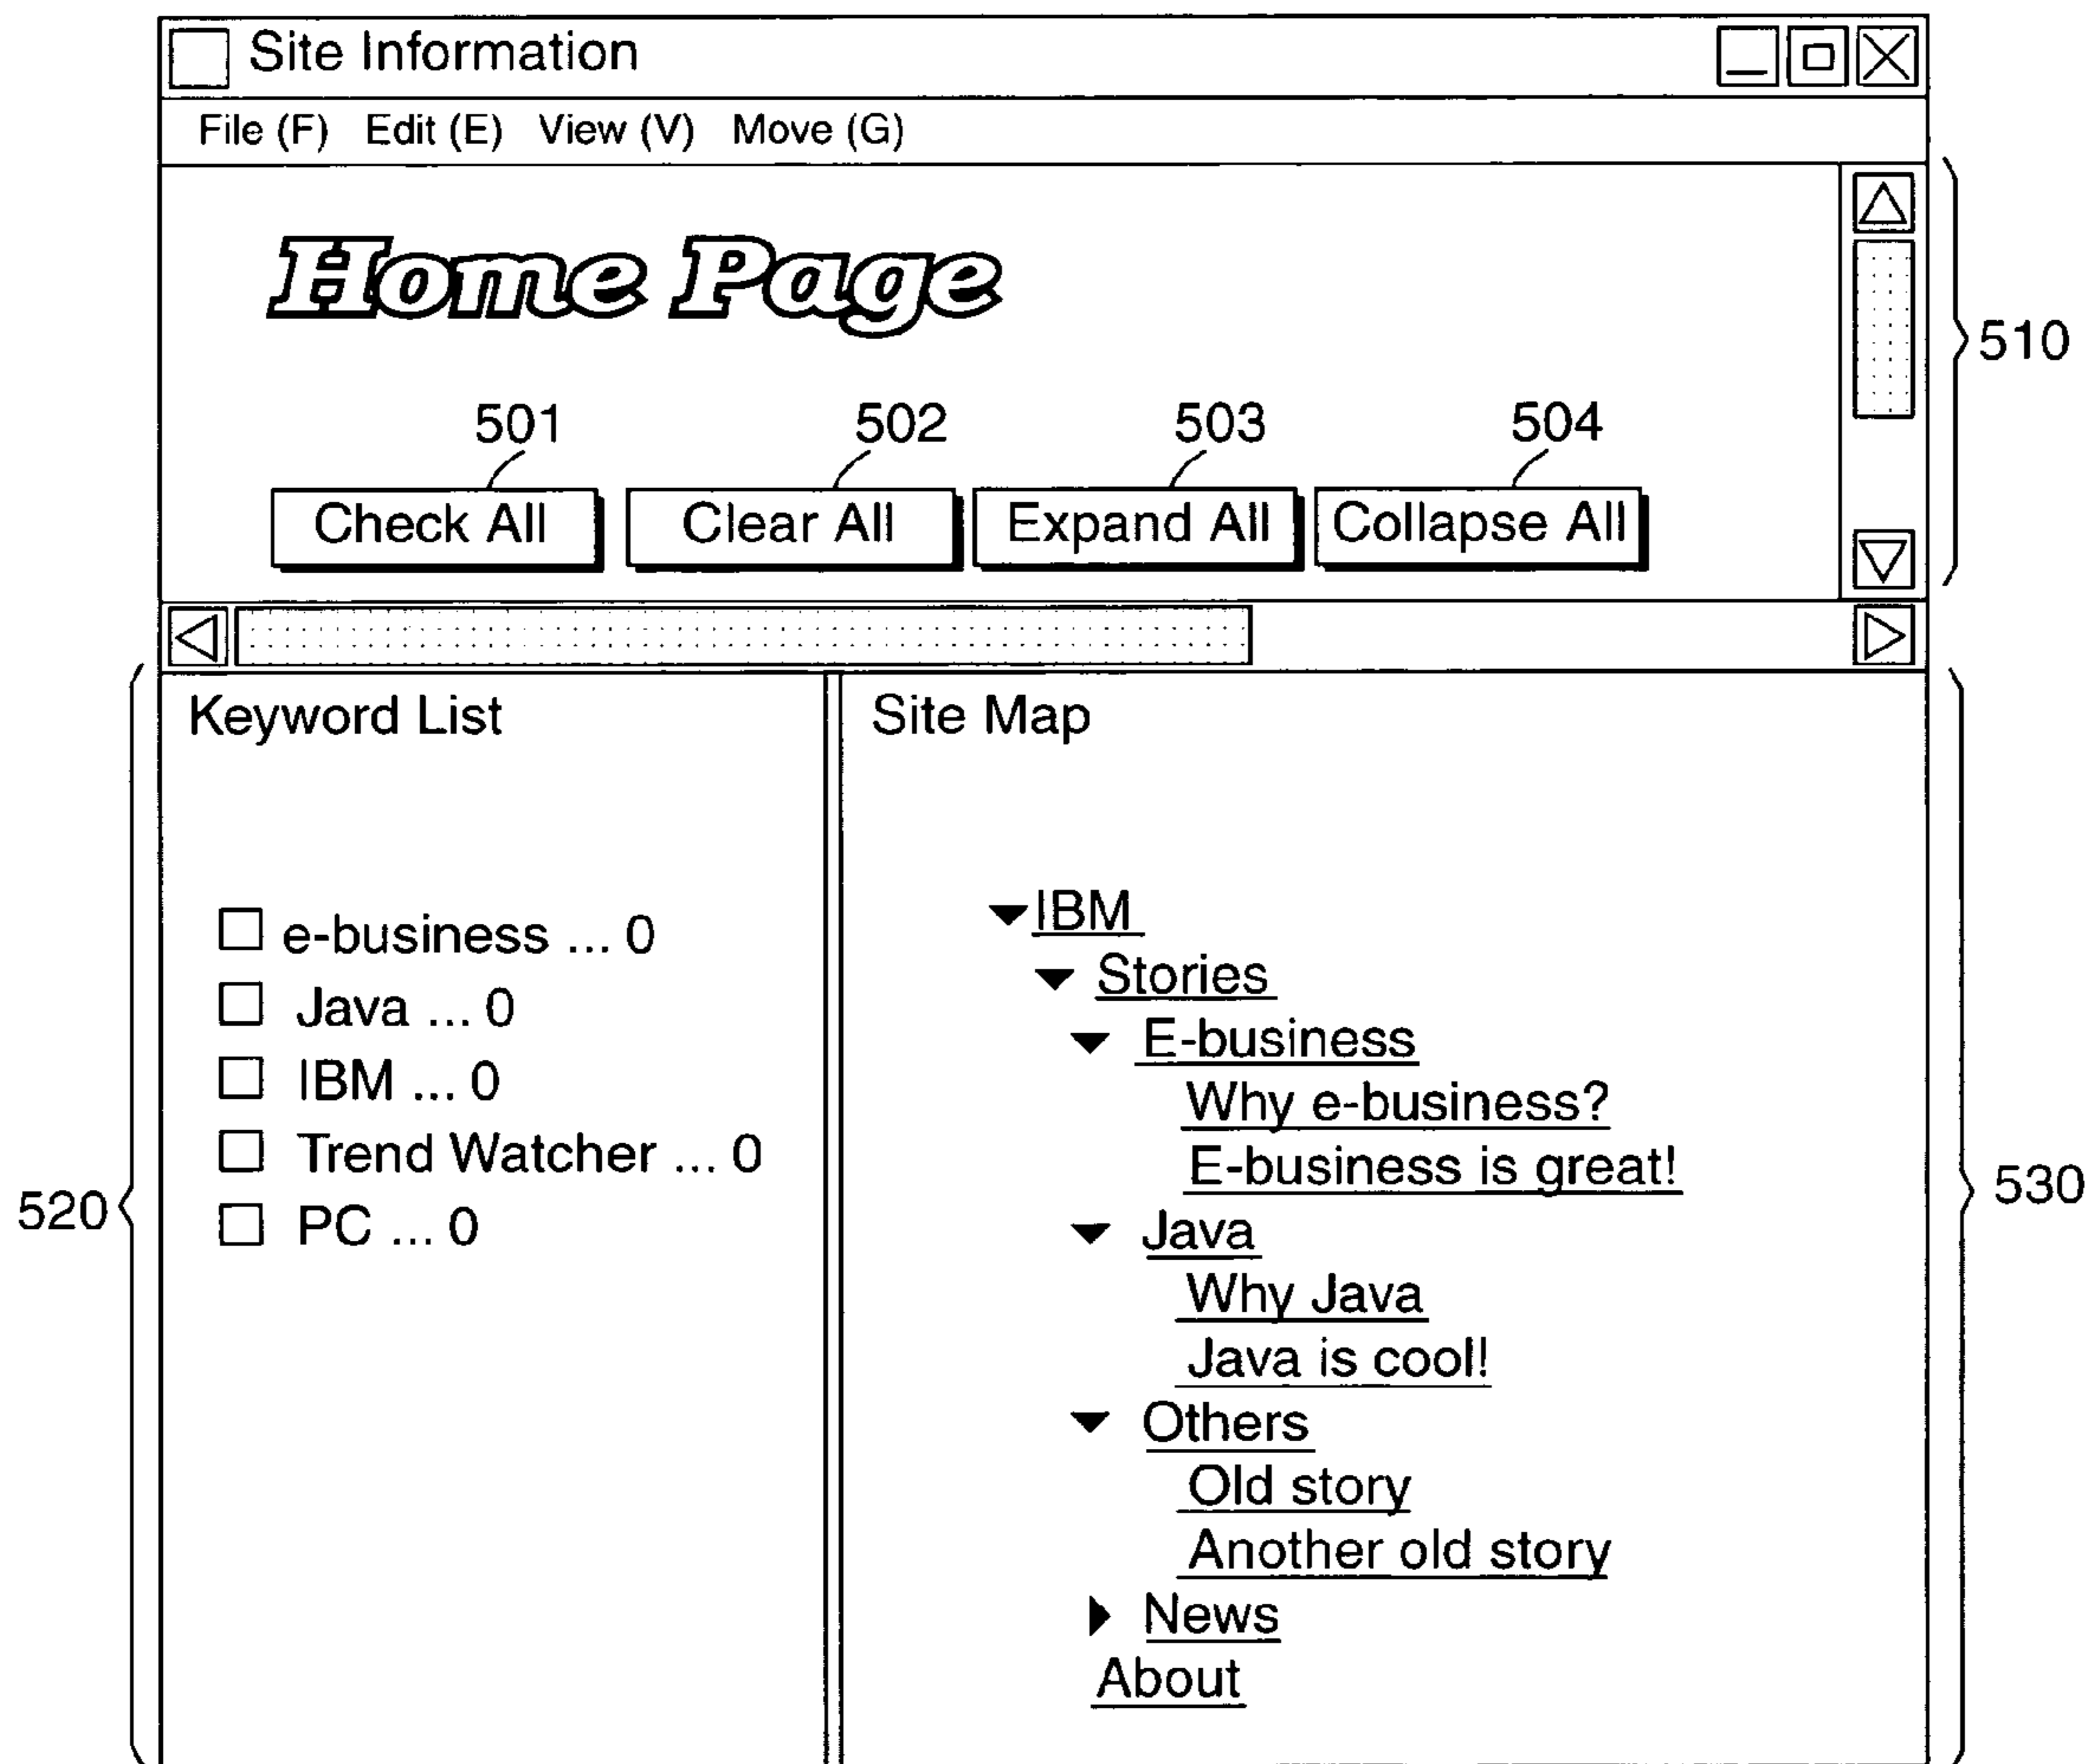 Site Information
File (F) Edit (E) View (V) Move (G)
Home Page
510
501 502 503 504
Check All Clear All Expand All Collapse All
Keyword List
e-business ... 0
Java ... 0
IBM ... 0
Trend Watcher ... 0
PC ... 0
520
Site Map
IBM
Stories
E-business
Why e-business?
E-business is great!
Java
Why Java
Java is cool!
Others
Old story
Another old story
News
About
530